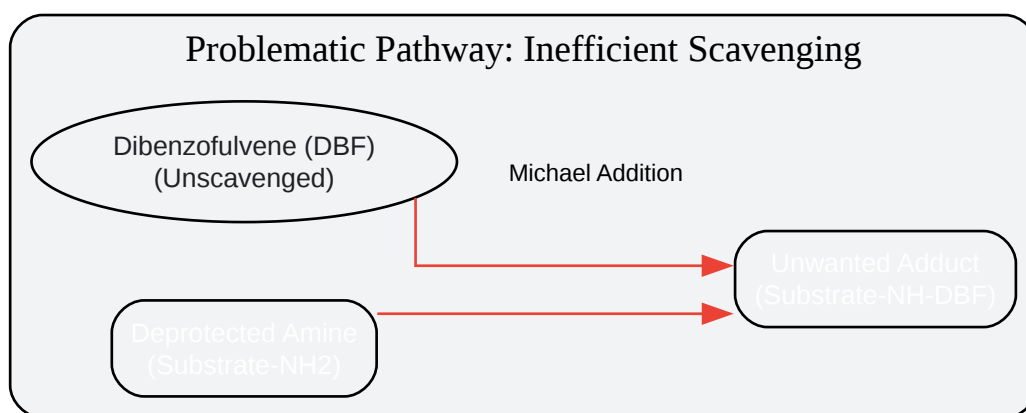 Problematic Pathway: Inefficient Scavenging
Dibenzofulvene (DBF)
(Unscavenged)
Michael Addition
Unwanted Adduct
(Substrate-NH-DBF)
Deprotected Amine
(Substrate-NH2)